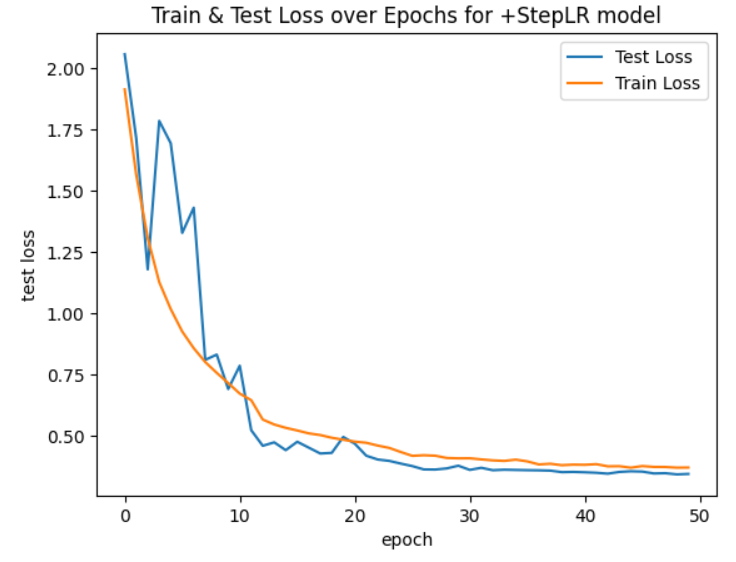 Train & Test Loss over Epochs for +StepLR model
Test Loss
Train Loss
2.00
1.75
1.50
1.25
1.00
0.75
0.50
test loss
0 10 20 30 40 50
epoch